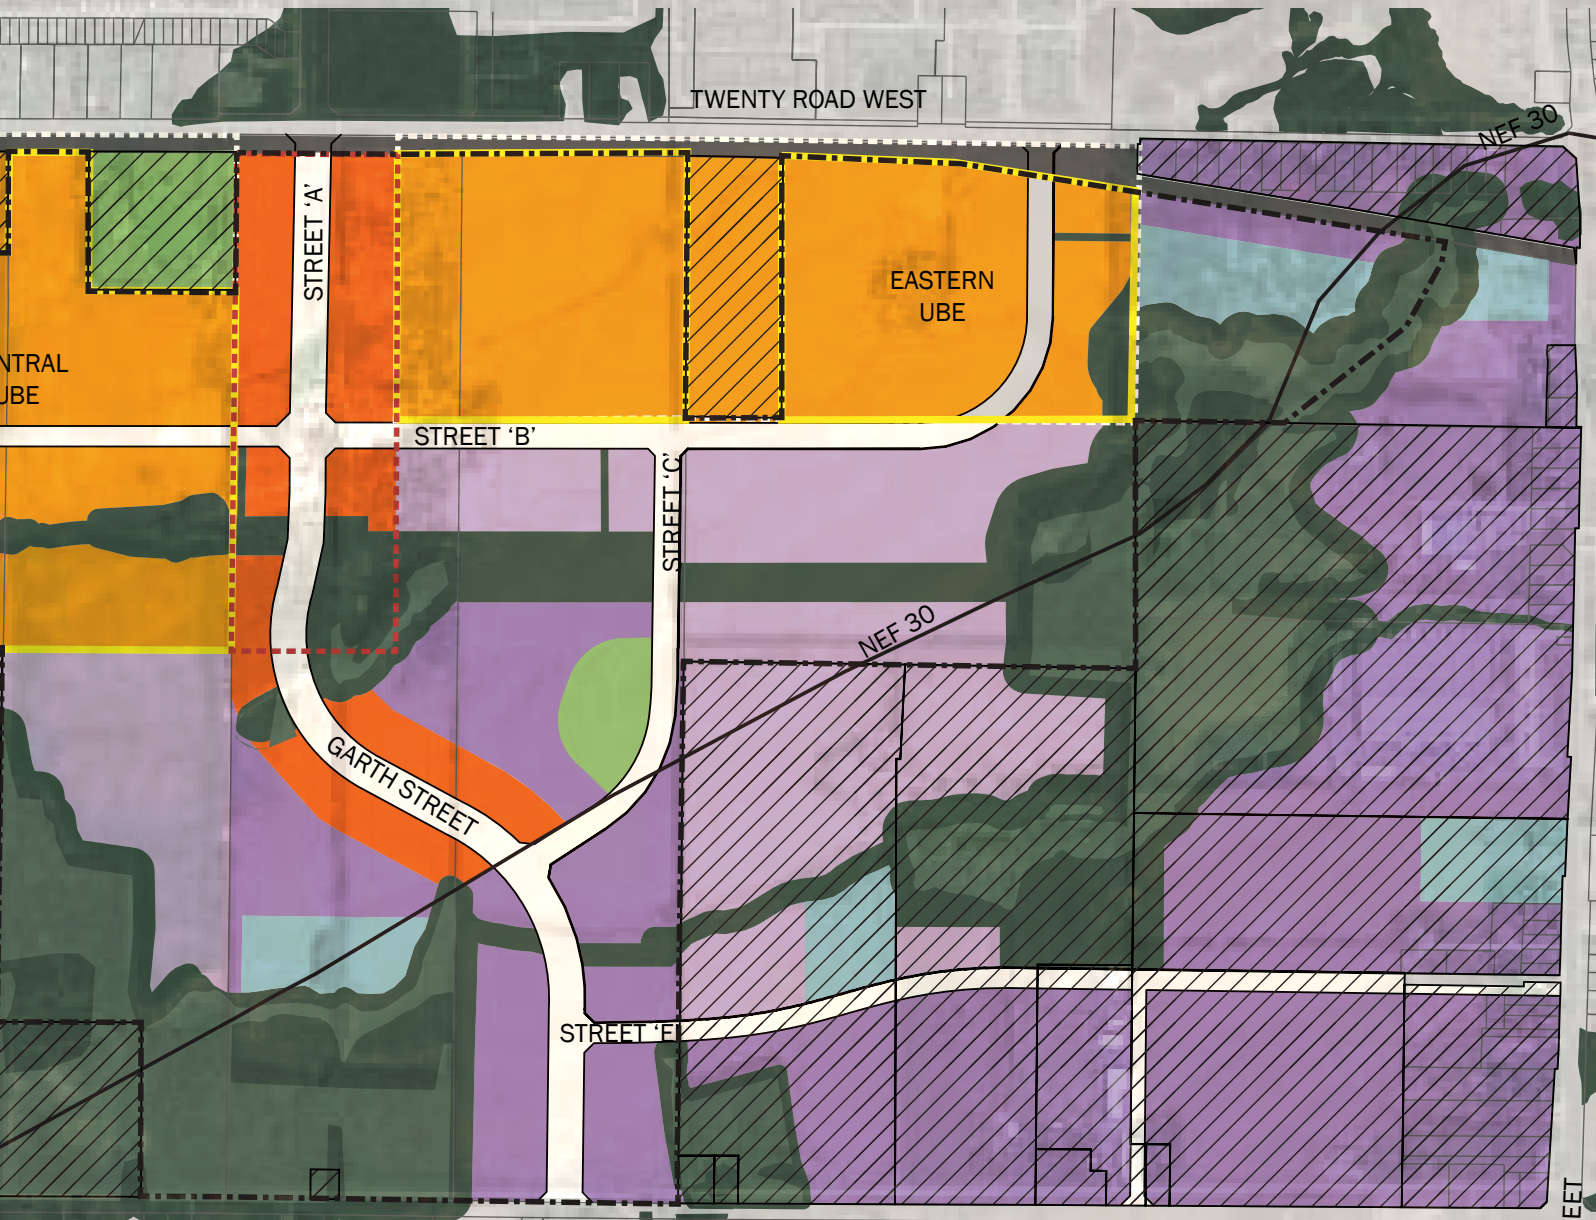 TWENTY ROAD WEST
NEF 30
STREET ‘A’
EASTERN
UBE
NTRAL
UBE
STREET ‘B’
STREET ‘C’
NEF 30
GARTH STREET
STREET ‘E’
EET